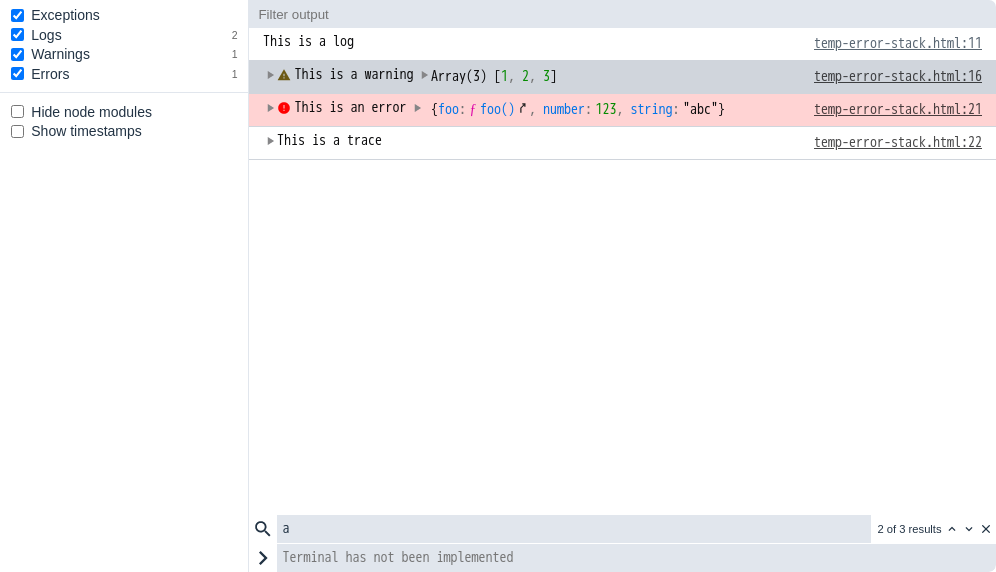 Exceptions
Logs 2
Warnings 1
Errors 1
Hide node modules
Show timestamps
Filter output
This is a log temp-error-stack.html:11
This is a warning Array(3) [1, 2, 3] temp-error-stack.html:16
This is an error {foo: ƒ foo(), number: 123, string: "abc"} temp-error-stack.html:21
This is a trace temp-error-stack.html:22
a 2 of 3 results
Terminal has not been implemented